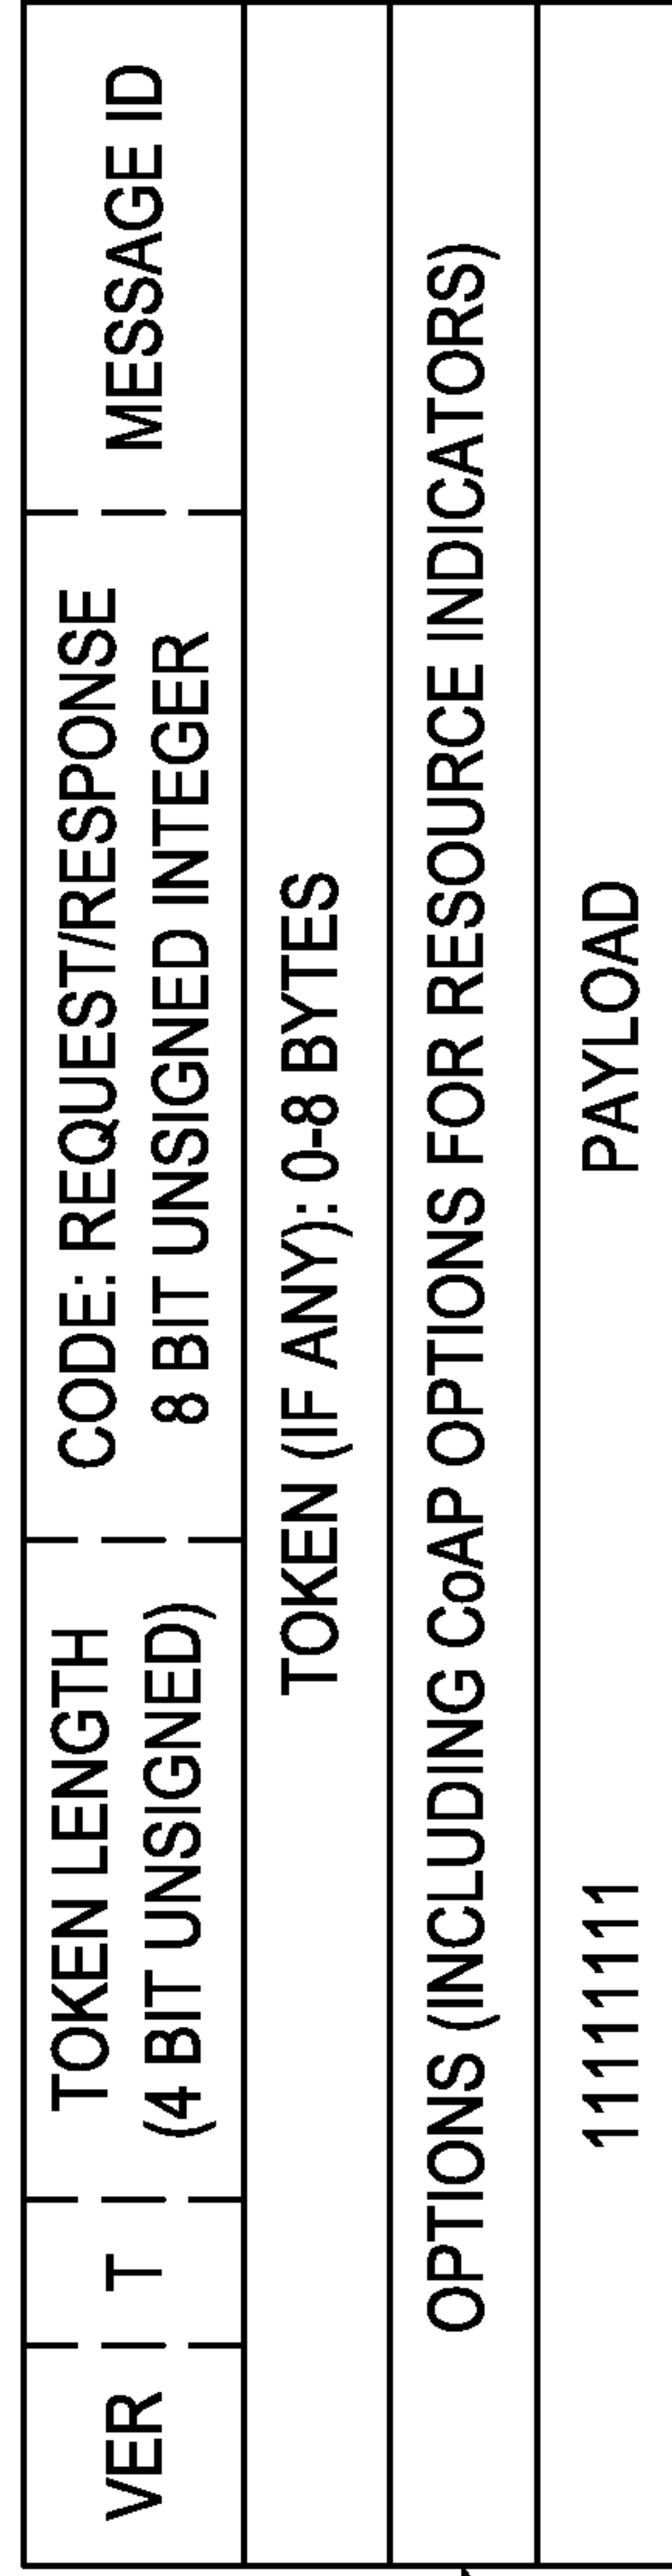 VER
T
TOKEN LENGTH
(4 BIT UNSIGNED)
CODE: REQUEST/RESPONSE
8 BIT UNSIGNED INTEGER
MESSAGE ID
TOKEN (IF ANY): 0-8 BYTES
OPTIONS (INCLUDING CoAP OPTIONS FOR RESOURCE INDICATORS)
11111111
PAYLOAD